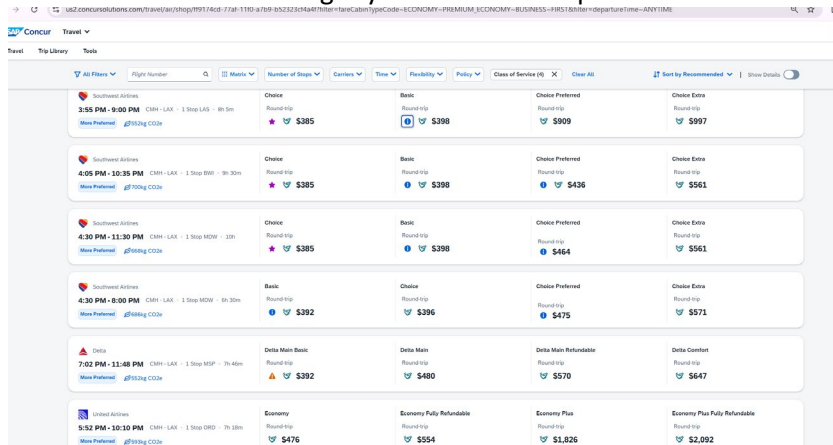 us2.concursolutions.com/travel/air/shop/ff9174cd-77af-11f0-a7b9-b52323cf4a4f?filter=fareCabinTypeCode~ECONOMY~PREMIUM_ECONOMY~BUSINESS~FIRST&filter=departureTime~ANYTIME
SAP Concur Travel
Travel Trip Library Tools
All Filters Flight Number Matrix Number of Stops Carriers Time Flexibility Policy Class of Service (4) X Clear All Sort by Recommended | Show Details
Southwest Airlines Choice Basic Choice Preferred Choice Extra
3:55 PM - 9:00 PM CMH - LAX · 1 Stop LAS · 8h 5m Round-trip Round-trip Round-trip Round-trip
More Preferred 552kg CO2e $385 $398 $909 $997
Southwest Airlines Choice Basic Choice Preferred Choice Extra
4:05 PM - 10:35 PM CMH - LAX · 1 Stop BWI · 9h 30m Round-trip Round-trip Round-trip Round-trip
More Preferred 700kg CO2e $385 $398 $436 $561
Southwest Airlines Choice Basic Choice Preferred Choice Extra
4:30 PM - 11:30 PM CMH - LAX · 1 Stop MDW · 10h Round-trip Round-trip Round-trip Round-trip
More Preferred 668kg CO2e $385 $398 $464 $561
Southwest Airlines Basic Choice Choice Preferred Choice Extra
4:30 PM - 8:00 PM CMH - LAX · 1 Stop MDW · 6h 30m Round-trip Round-trip Round-trip Round-trip
More Preferred 686kg CO2e $392 $396 $475 $571
Delta Delta Main Basic Delta Main Delta Main Refundable Delta Comfort
7:02 PM - 11:48 PM CMH - LAX · 1 Stop MSP · 7h 46m Round-trip Round-trip Round-trip Round-trip
More Preferred 552kg CO2e $392 $480 $570 $647
United Airlines Economy Economy Fully Refundable Economy Plus Economy Plus Fully Refundable
5:52 PM - 10:10 PM CMH - LAX · 1 Stop ORD · 7h 18m Round-trip Round-trip Round-trip Round-trip
More Preferred 593kg CO2e $476 $554 $1,826 $2,092